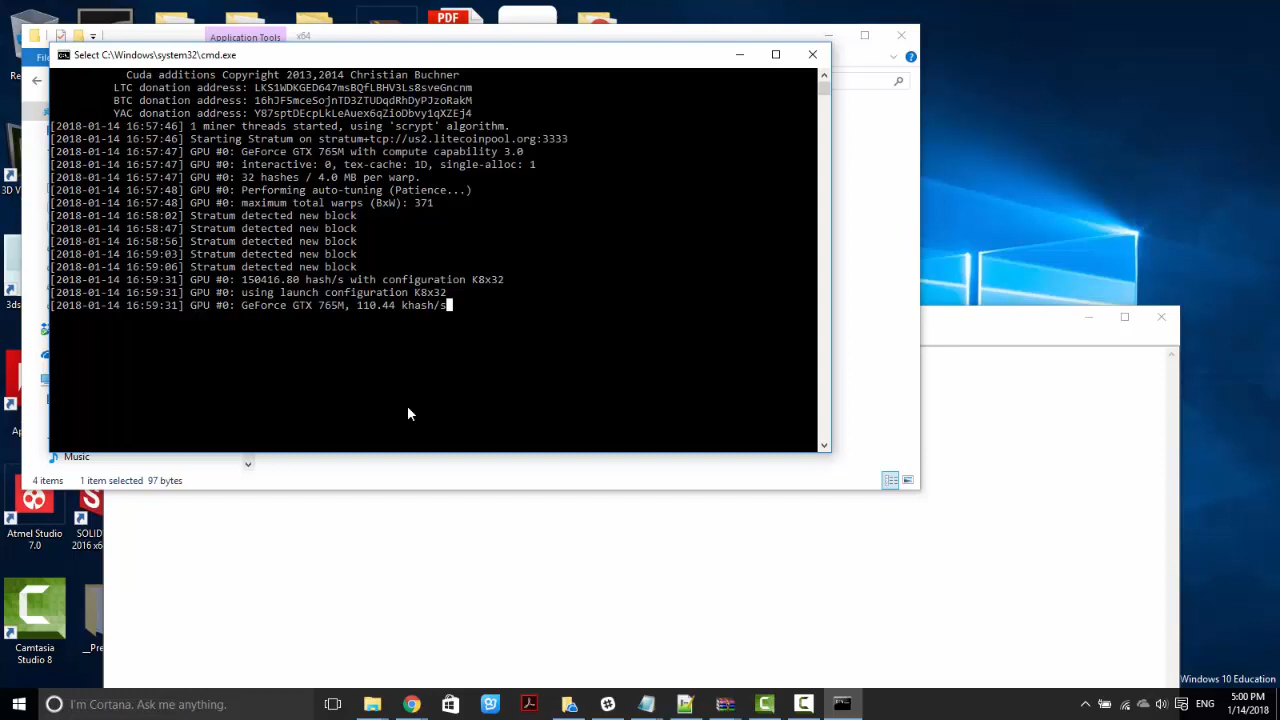 PDF
Application Tools
x64
Select C:\Windows\system32\cmd.exe
Cuda additions Copyright 2013,2014 Christian Buchner
LTC donation address: LKS1WDKGED647msBQfLBHV3Ls8sveGncnm
BTC donation address: 16hJF5mceSojnTD3ZTUDqdRhDyPJzoRakM
YAC donation address: Y87sptDEcpLkLeAuex6qZioDbvy1qXZEj4
[2018-01-14 16:57:46] 1 miner threads started, using 'scrypt' algorithm.
[2018-01-14 16:57:46] Starting Stratum on stratum+tcp://us2.litecoinpool.org:3333
[2018-01-14 16:57:47] GPU #0: GeForce GTX 765M with compute capability 3.0
[2018-01-14 16:57:47] GPU #0: interactive: 0, tex-cache: 1D, single-alloc: 1
[2018-01-14 16:57:47] GPU #0: 32 hashes / 4.0 MB per warp.
[2018-01-14 16:57:48] GPU #0: Performing auto-tuning (Patience...)
[2018-01-14 16:57:48] GPU #0: maximum total warps (BxW): 371
[2018-01-14 16:58:02] Stratum detected new block
[2018-01-14 16:58:47] Stratum detected new block
[2018-01-14 16:58:56] Stratum detected new block
[2018-01-14 16:59:03] Stratum detected new block
[2018-01-14 16:59:06] Stratum detected new block
[2018-01-14 16:59:31] GPU #0: 150416.80 hash/s with configuration K8x32
[2018-01-14 16:59:31] GPU #0: using launch configuration K8x32
[2018-01-14 16:59:31] GPU #0: GeForce GTX 765M, 110.44 khash/s
Music
4 items 1 item selected 97 bytes
Atmel Studio
7.0
SOLID
2016 x6
Camtasia
Studio 8
__Pre
Windows 10 Education
I'm Cortana. Ask me anything.
ENG
5:00 PM
1/14/2018